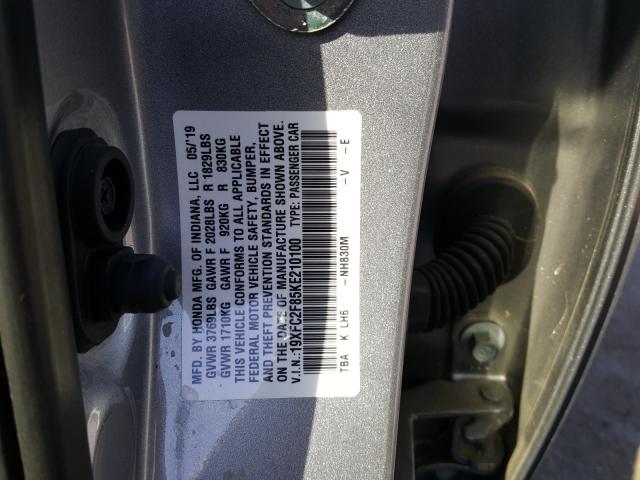 MFD. BY HONDA MFG. OF INDIANA, LLC 05/19
GVWR 3769LBS GAWR F 2028LBS R 1829LBS
GVWR 1710KG GAWR F 920KG R 830KG
THIS VEHICLE CONFORMS TO ALL APPLICABLE
FEDERAL MOTOR VEHICLE SAFETY, BUMPER,
AND THEFT PREVENTION STANDARDS IN EFFECT
ON THE DATE OF MANUFACTURE SHOWN ABOVE.
V.I.N.:19XFC2F85KE210100 TYPE: PASSENGER CAR
TBA K LH6 -NH830M -V -E